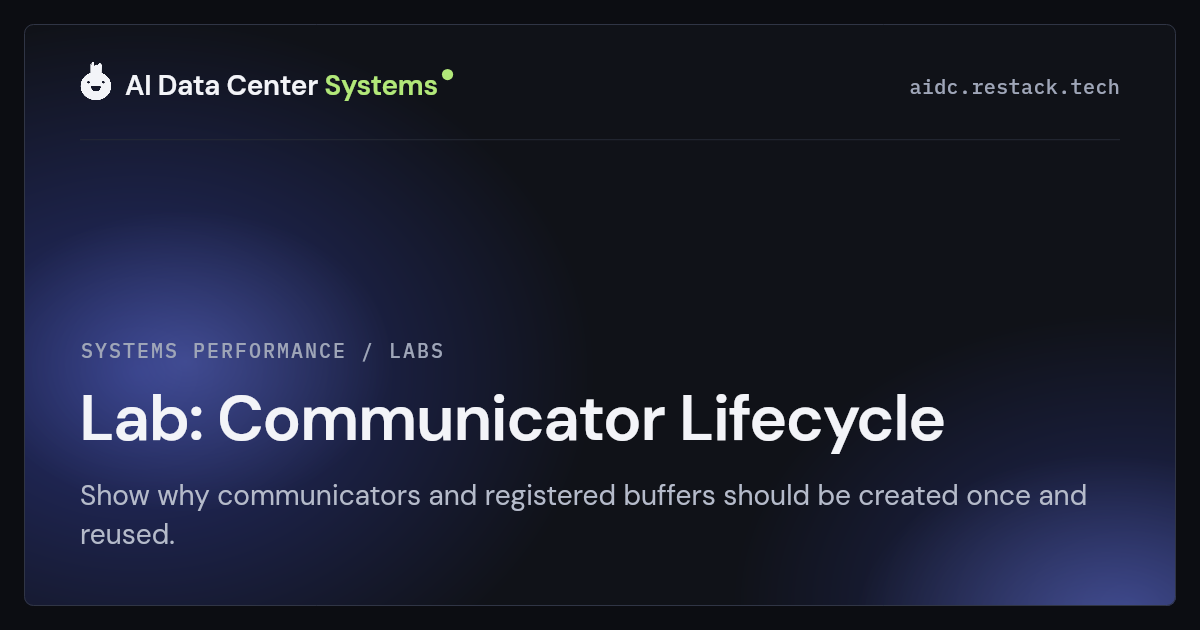 AI Data Center Systems
aidc.restack.tech
SYSTEMS PERFORMANCE / LABS
Lab: Communicator Lifecycle
Show why communicators and registered buffers should be created once and
reused.